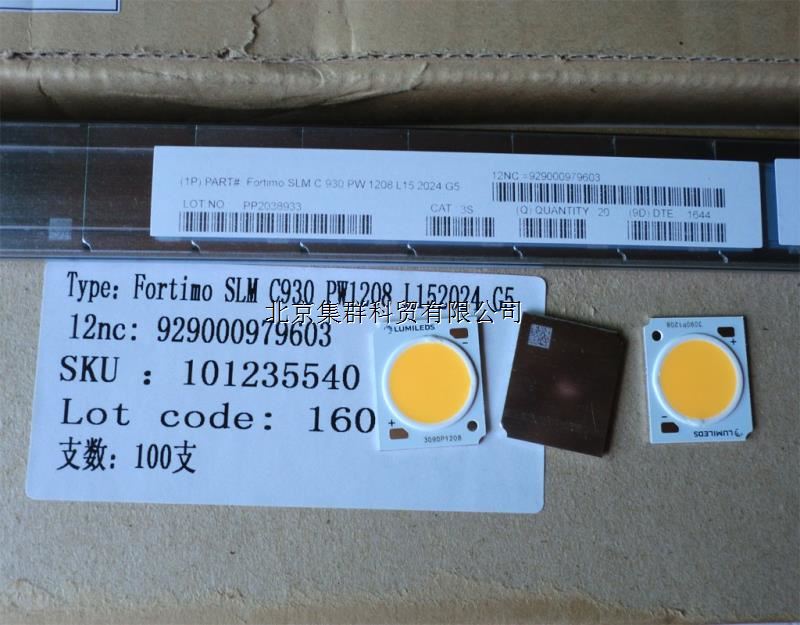 (1P) PART# Fortimo SLM C 930 PW 1208 L15 2024 G5
12NC =929000979603
LOT NO PP2038933
CAT 3S
(Q) QUANTITY 20
(9D) DTE 1644
Type: Fortimo SLM C930 PW1208 L152024 G5
北京集群科贸有限公司
12nc: 929000979603
SKU : 101235540
Lot code: 160
支数: 100支
LUMILEDS
3090P1208
3090P1208
LUMILEDS